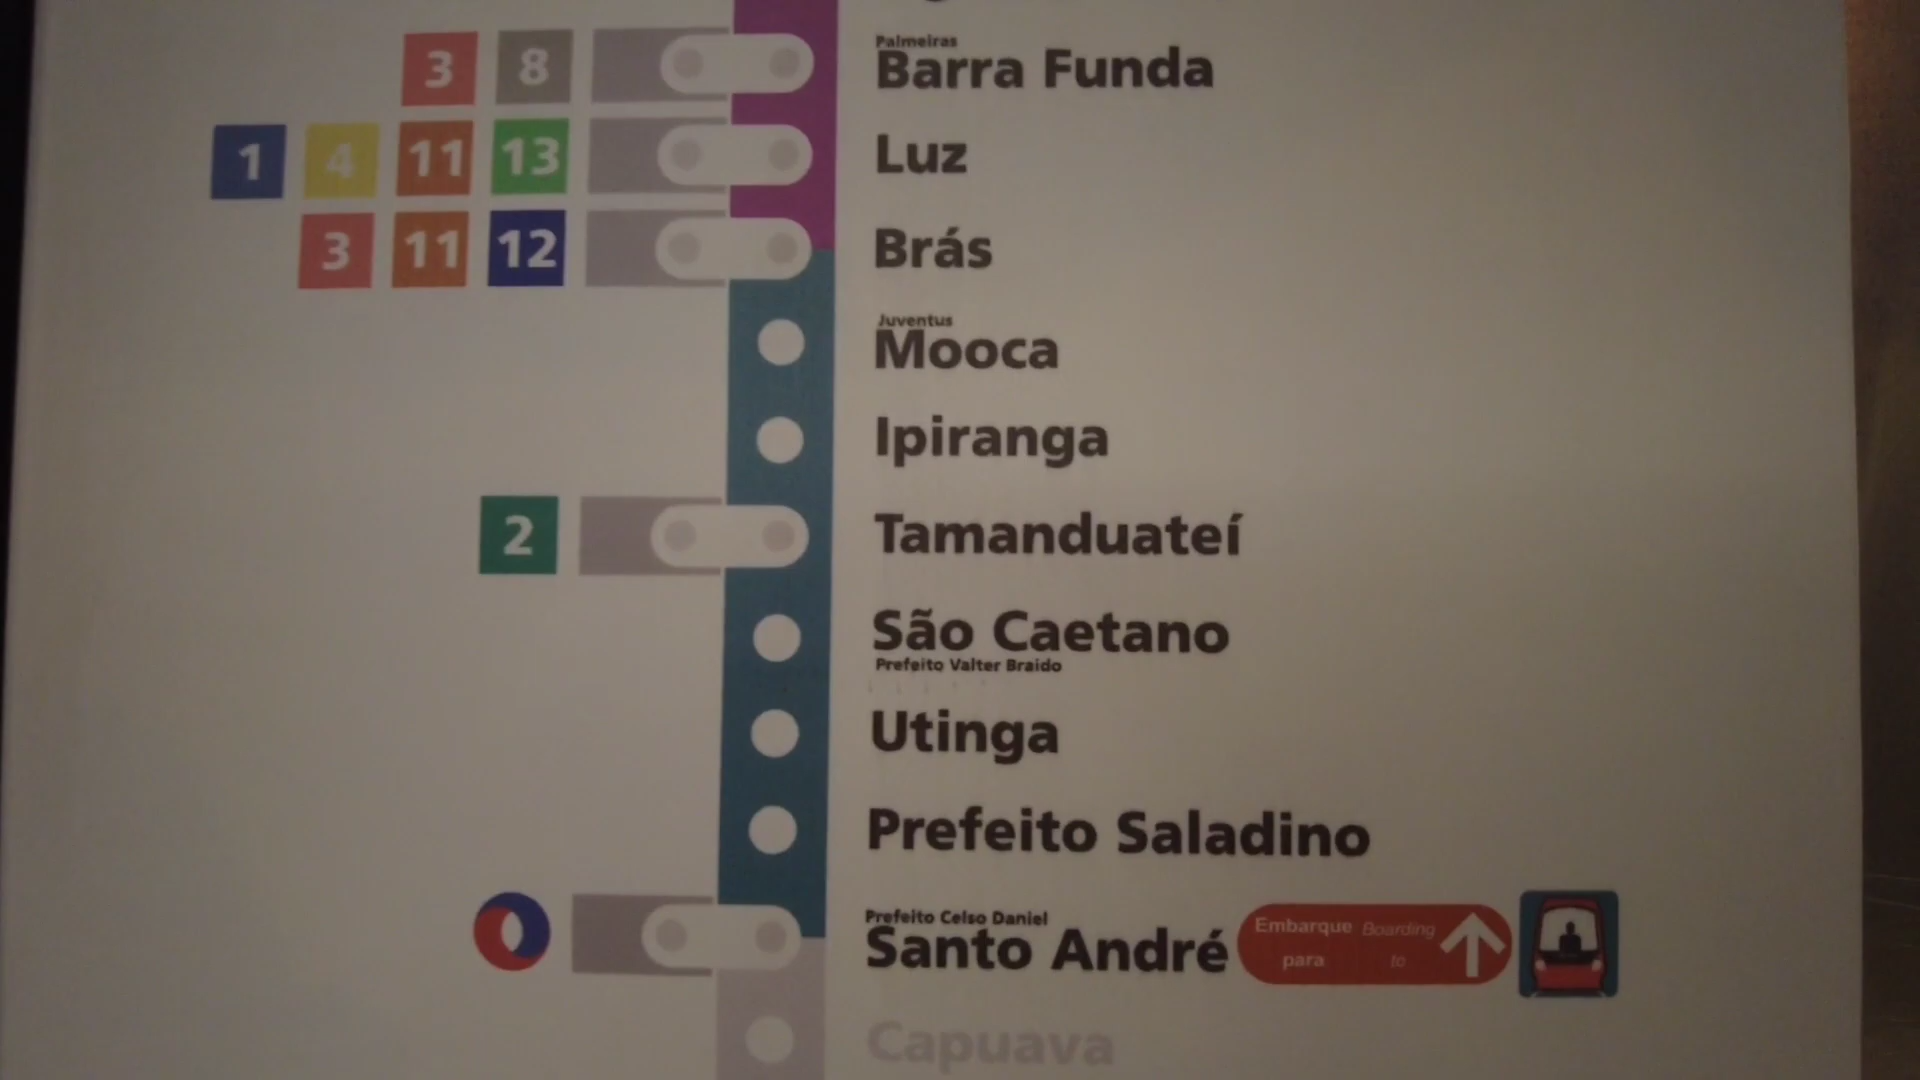 Palmeiras
3 8 Barra Funda
1 4 11 13 Luz
3 11 12 Brás
Juventus
Mooca
Ipiranga
2 Tamanduateí
São Caetano
Prefeito Valter Braido
Utinga
Prefeito Saladino
Prefeito Celso Daniel
Santo André
Embarque Boarding
para to
Capuava